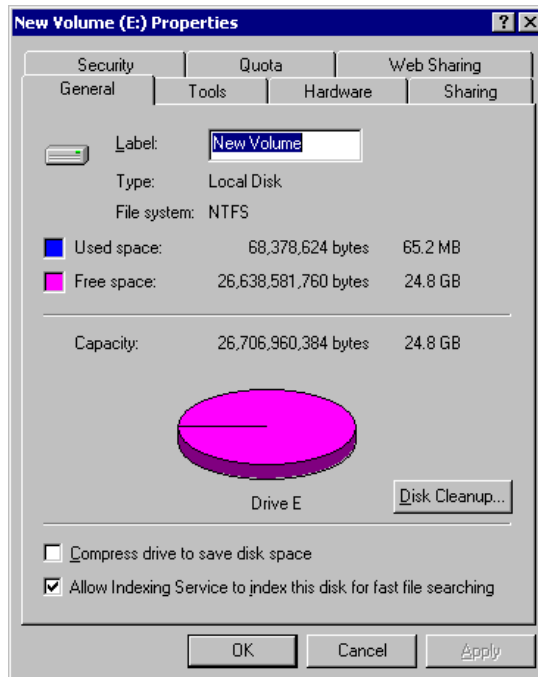 New Volume (E:) Properties
Security Quota Web Sharing
General Tools Hardware Sharing
Label: New Volume
Type: Local Disk
File system: NTFS
Used space: 68,378,624 bytes 65.2 MB
Free space: 26,638,581,760 bytes 24.8 GB
Capacity: 26,706,960,384 bytes 24.8 GB
Drive E
Disk Cleanup...
Compress drive to save disk space
Allow Indexing Service to index this disk for fast file searching
OK Cancel Apply